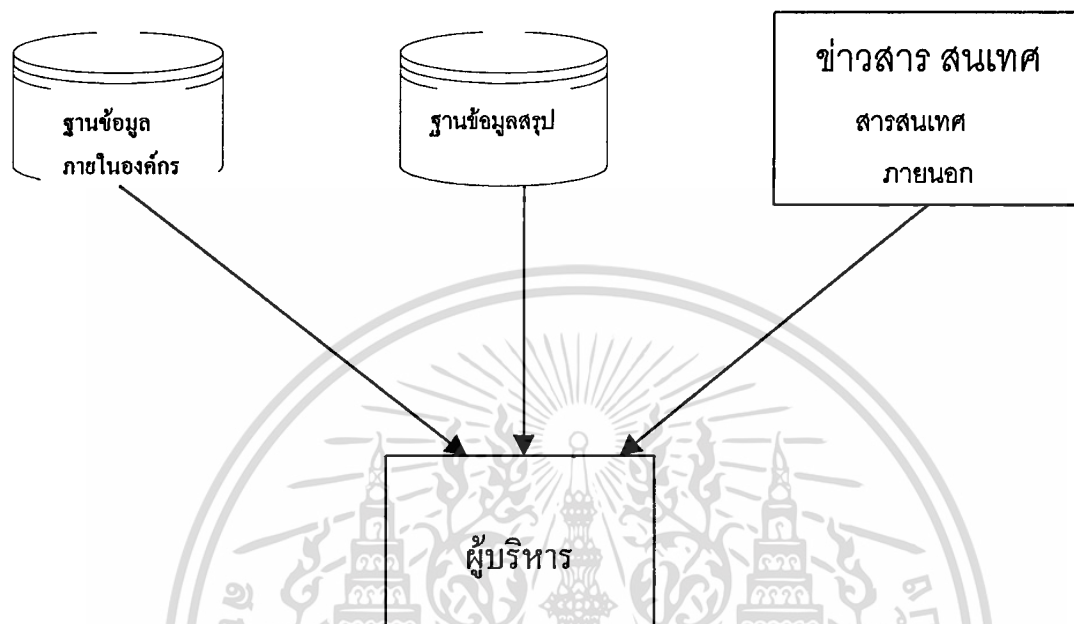 ฐานข้อมูล
ภายในองค์กร
ฐานข้อมูลสรุป
ข่าวสาร สนเทศ
สารสนเทศ
ภายนอก
ผู้บริหาร